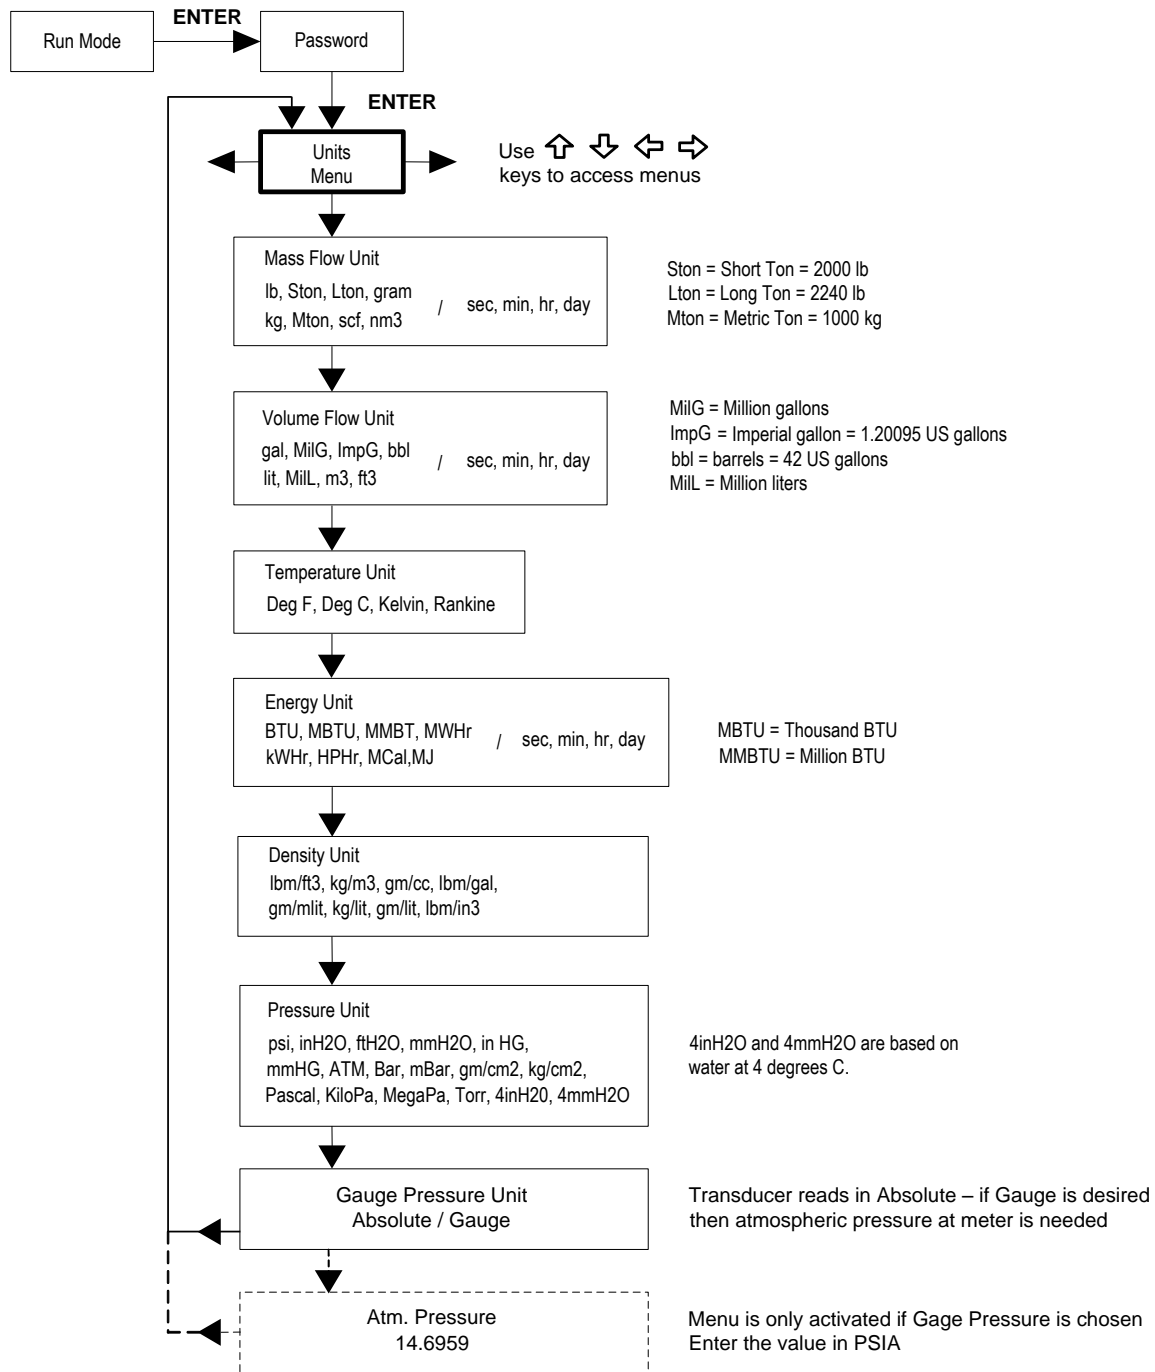 ENTER
Run Mode
Password
ENTER
Units
Menu
Use
keys to access menus
Mass Flow Unit
lb, Ston, Lton, gram
kg, Mton, scf, nm3
/
sec, min, hr, day
Ston = Short Ton = 2000 lb
Lton = Long Ton = 2240 lb
Mton = Metric Ton = 1000 kg
Volume Flow Unit
gal, MilG, ImpG, bbl
lit, MilL, m3, ft3
/
sec, min, hr, day
MilG = Million gallons
ImpG = Imperial gallon = 1.20095 US gallons
bbl = barrels = 42 US gallons
MilL = Million liters
Temperature Unit
Deg F, Deg C, Kelvin, Rankine
Energy Unit
BTU, MBTU, MMBT, MWHr
kWHr, HPHr, MCal,MJ
/
sec, min, hr, day
MBTU = Thousand BTU
MMBTU = Million BTU
Density Unit
lbm/ft3, kg/m3, gm/cc, lbm/gal,
gm/mlit, kg/lit, gm/lit, lbm/in3
Pressure Unit
psi, inH2O, ftH2O, mmH2O, in HG,
mmHG, ATM, Bar, mBar, gm/cm2, kg/cm2,
Pascal, KiloPa, MegaPa, Torr, 4inH20, 4mmH2O
4inH2O and 4mmH2O are based on
water at 4 degrees C.
Gauge Pressure Unit
Absolute / Gauge
Transducer reads in Absolute – if Gauge is desired
then atmospheric pressure at meter is needed
Atm. Pressure
14.6959
Menu is only activated if Gage Pressure is chosen
Enter the value in PSIA